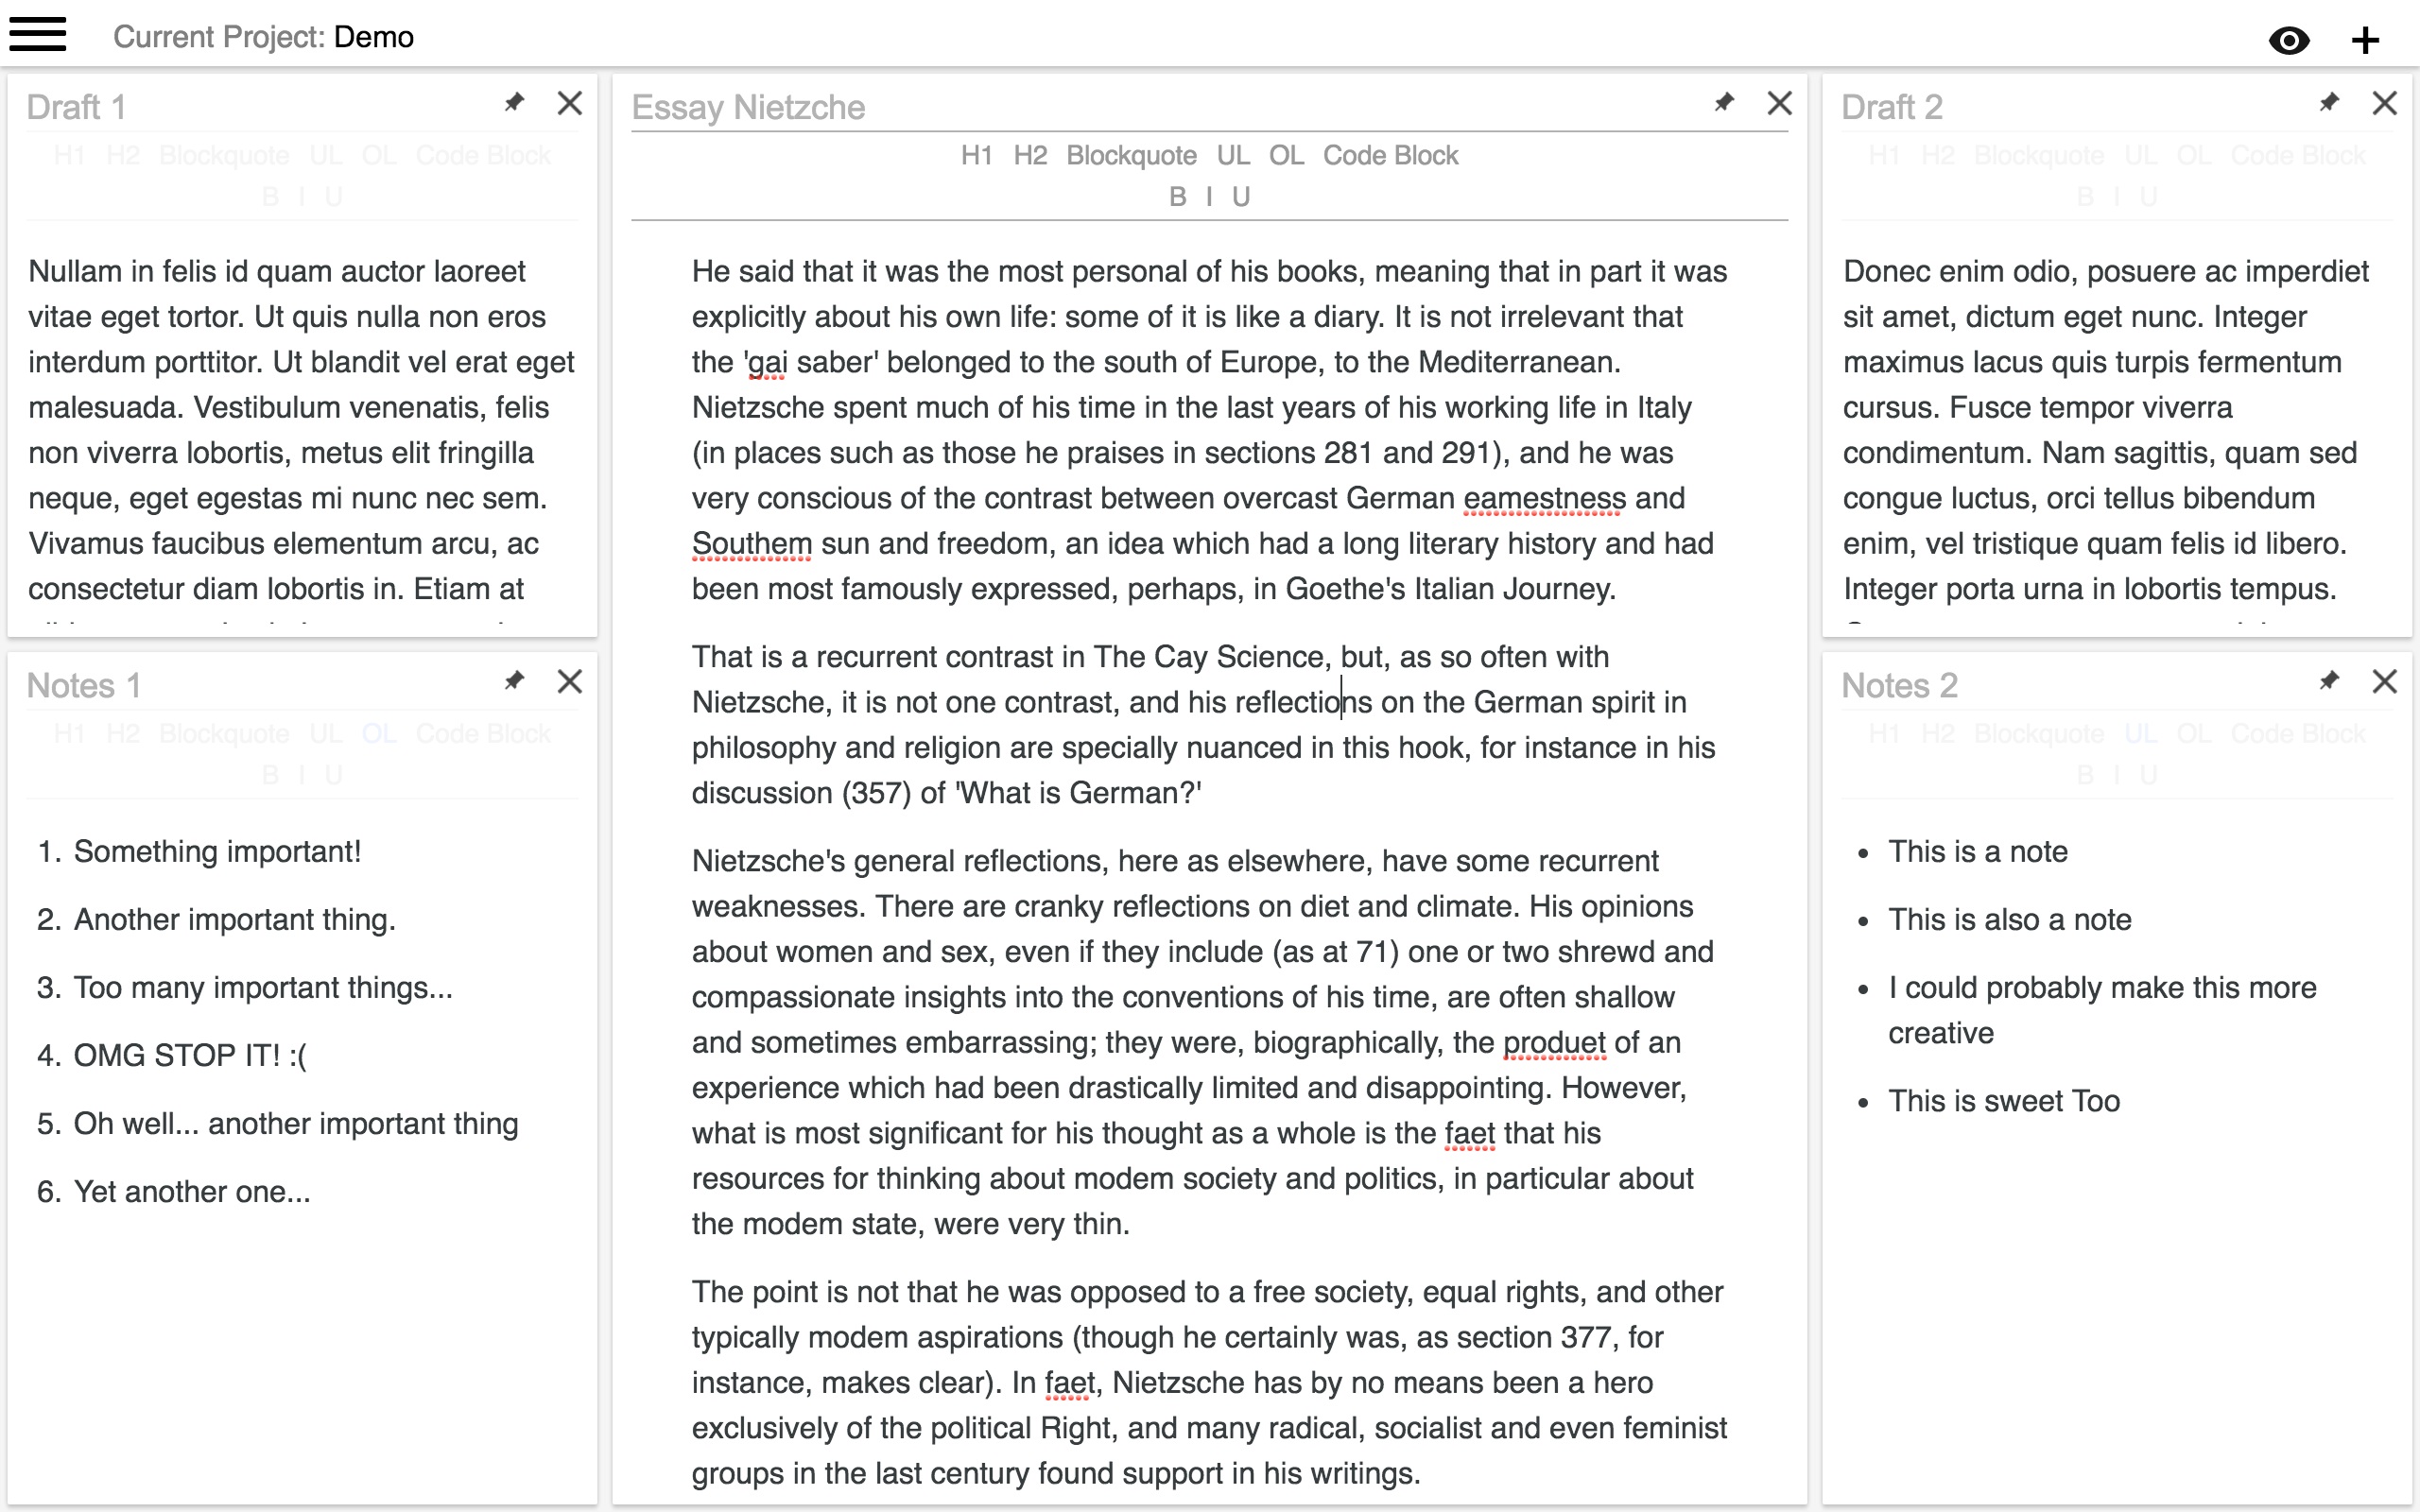 Current Project: Demo
Draft 1
H1 H2 Blockquote UL OL Code Block
B I U
Nullam in felis id quam auctor laoreet
vitae eget tortor. Ut quis nulla non eros
interdum porttitor. Ut blandit vel erat eget
malesuada. Vestibulum venenatis, felis
non viverra lobortis, metus elit fringilla
neque, eget egestas mi nunc nec sem.
Vivamus faucibus elementum arcu, ac
consectetur diam lobortis in. Etiam at
Notes 1
H1 H2 Blockquote UL OL Code Block
B I U
1. Something important!
2. Another important thing.
3. Too many important things...
4. OMG STOP IT! :(
5. Oh well... another important thing
6. Yet another one...
Essay Nietzche
H1 H2 Blockquote UL OL Code Block
B I U
He said that it was the most personal of his books, meaning that in part it was
explicitly about his own life: some of it is like a diary. It is not irrelevant that
the 'gai saber' belonged to the south of Europe, to the Mediterranean.
Nietzsche spent much of his time in the last years of his working life in Italy
(in places such as those he praises in sections 281 and 291), and he was
very conscious of the contrast between overcast German eamestness and
Southem sun and freedom, an idea which had a long literary history and had
been most famously expressed, perhaps, in Goethe's Italian Journey.
That is a recurrent contrast in The Cay Science, but, as so often with
Nietzsche, it is not one contrast, and his reflections on the German spirit in
philosophy and religion are specially nuanced in this hook, for instance in his
discussion (357) of 'What is German?'
Nietzsche's general reflections, here as elsewhere, have some recurrent
weaknesses. There are cranky reflections on diet and climate. His opinions
about women and sex, even if they include (as at 71) one or two shrewd and
compassionate insights into the conventions of his time, are often shallow
and sometimes embarrassing; they were, biographically, the produet of an
experience which had been drastically limited and disappointing. However,
what is most significant for his thought as a whole is the faet that his
resources for thinking about modem society and politics, in particular about
the modem state, were very thin.
The point is not that he was opposed to a free society, equal rights, and other
typically modem aspirations (though he certainly was, as section 377, for
instance, makes clear). In faet, Nietzsche has by no means been a hero
exclusively of the political Right, and many radical, socialist and even feminist
groups in the last century found support in his writings.
Draft 2
H1 H2 Blockquote UL OL Code Block
B I U
Donec enim odio, posuere ac imperdiet
sit amet, dictum eget nunc. Integer
maximus lacus quis turpis fermentum
cursus. Fusce tempor viverra
condimentum. Nam sagittis, quam sed
congue luctus, orci tellus bibendum
enim, vel tristique quam felis id libero.
Integer porta urna in lobortis tempus.
Notes 2
H1 H2 Blockquote UL OL Code Block
B I U
• This is a note
• This is also a note
• I could probably make this more
creative
• This is sweet Too